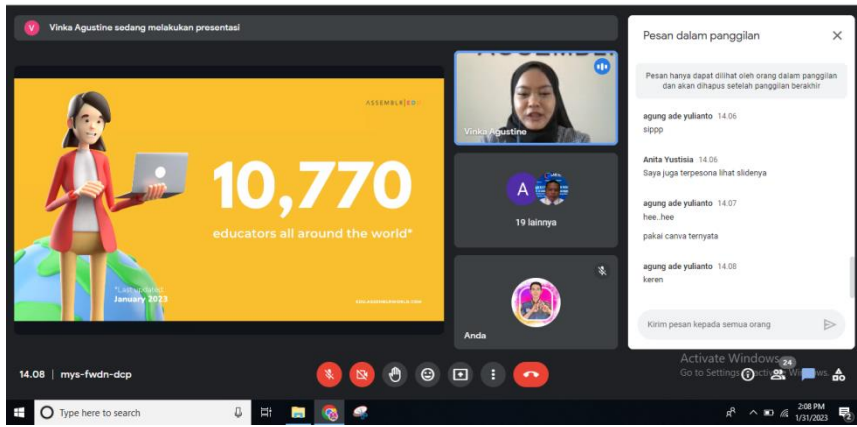 V Vinka Agustine sedang melakukan presentasi
ASSEMBLR|EDU
10,770
educators all around the world*
*Last updated
January 2023
EDU.ASSEMBLRWORLD.COM
Vinka Agustine
A
19 lainnya
Anda
Pesan dalam panggilan
Pesan hanya dapat dilihat oleh orang dalam panggilan
dan akan dihapus setelah panggilan berakhir
agung ade yulianto 14.06
sippp
Anita Yustisia 14.06
Saya juga terpesona lihat slidenya
agung ade yulianto 14.07
hee..hee
pakai canva ternyata
agung ade yulianto 14.08
keren
Kirim pesan kepada semua orang
14.08 | mys-fwdn-dcp
Activate Windows
Go to Settings
24
Type here to search
2:08 PM
1/31/2023
2